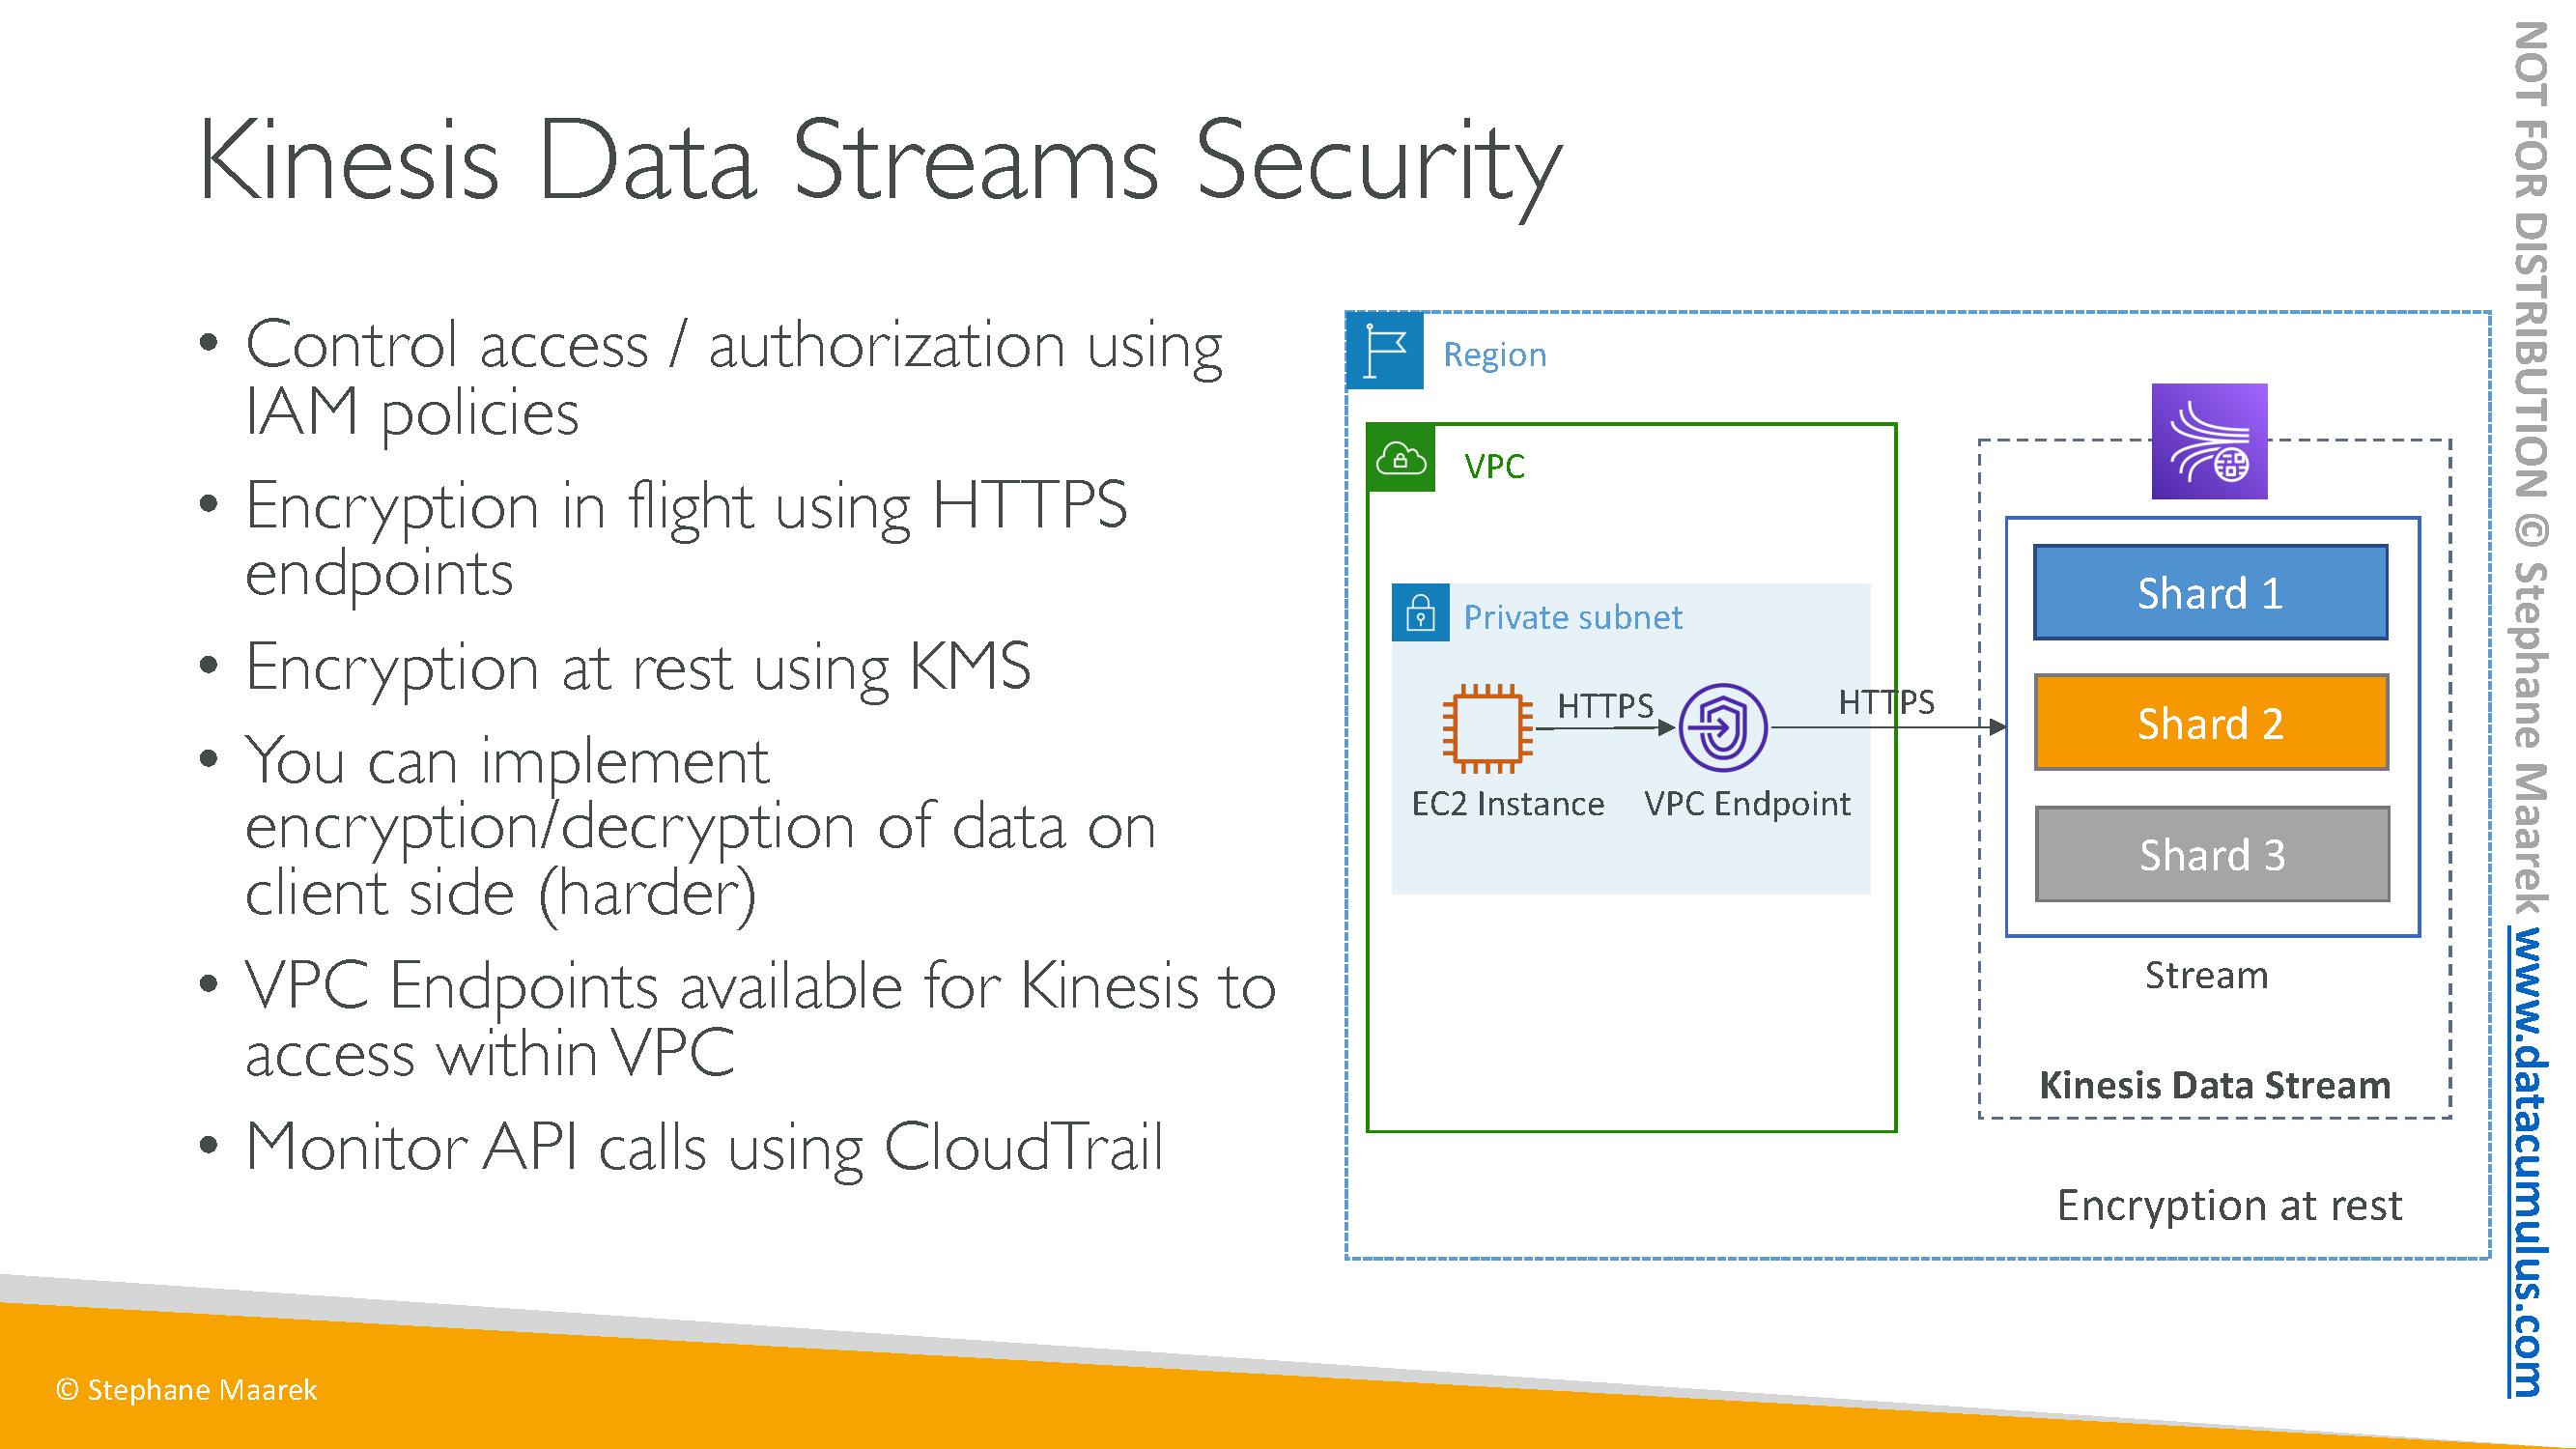 Kinesis Data Streams Security
• Control access / authorization using
IAM policies
• Encryption in flight using HTTPS
endpoints
• Encryption at rest using KMS
• You can implement
encryption/decryption of data on
client side (harder)
• VPC Endpoints available for Kinesis to
access within VPC
• Monitor API calls using CloudTrail
Region
VPC
Private subnet
HTTPS
HTTPS
EC2 Instance
VPC Endpoint
Shard 1
Shard 2
Shard 3
Stream
Kinesis Data Stream
Encryption at rest
© Stephane Maarek
NOT FOR DISTRIBUTION © Stephane Maarek www.datacumulus.com